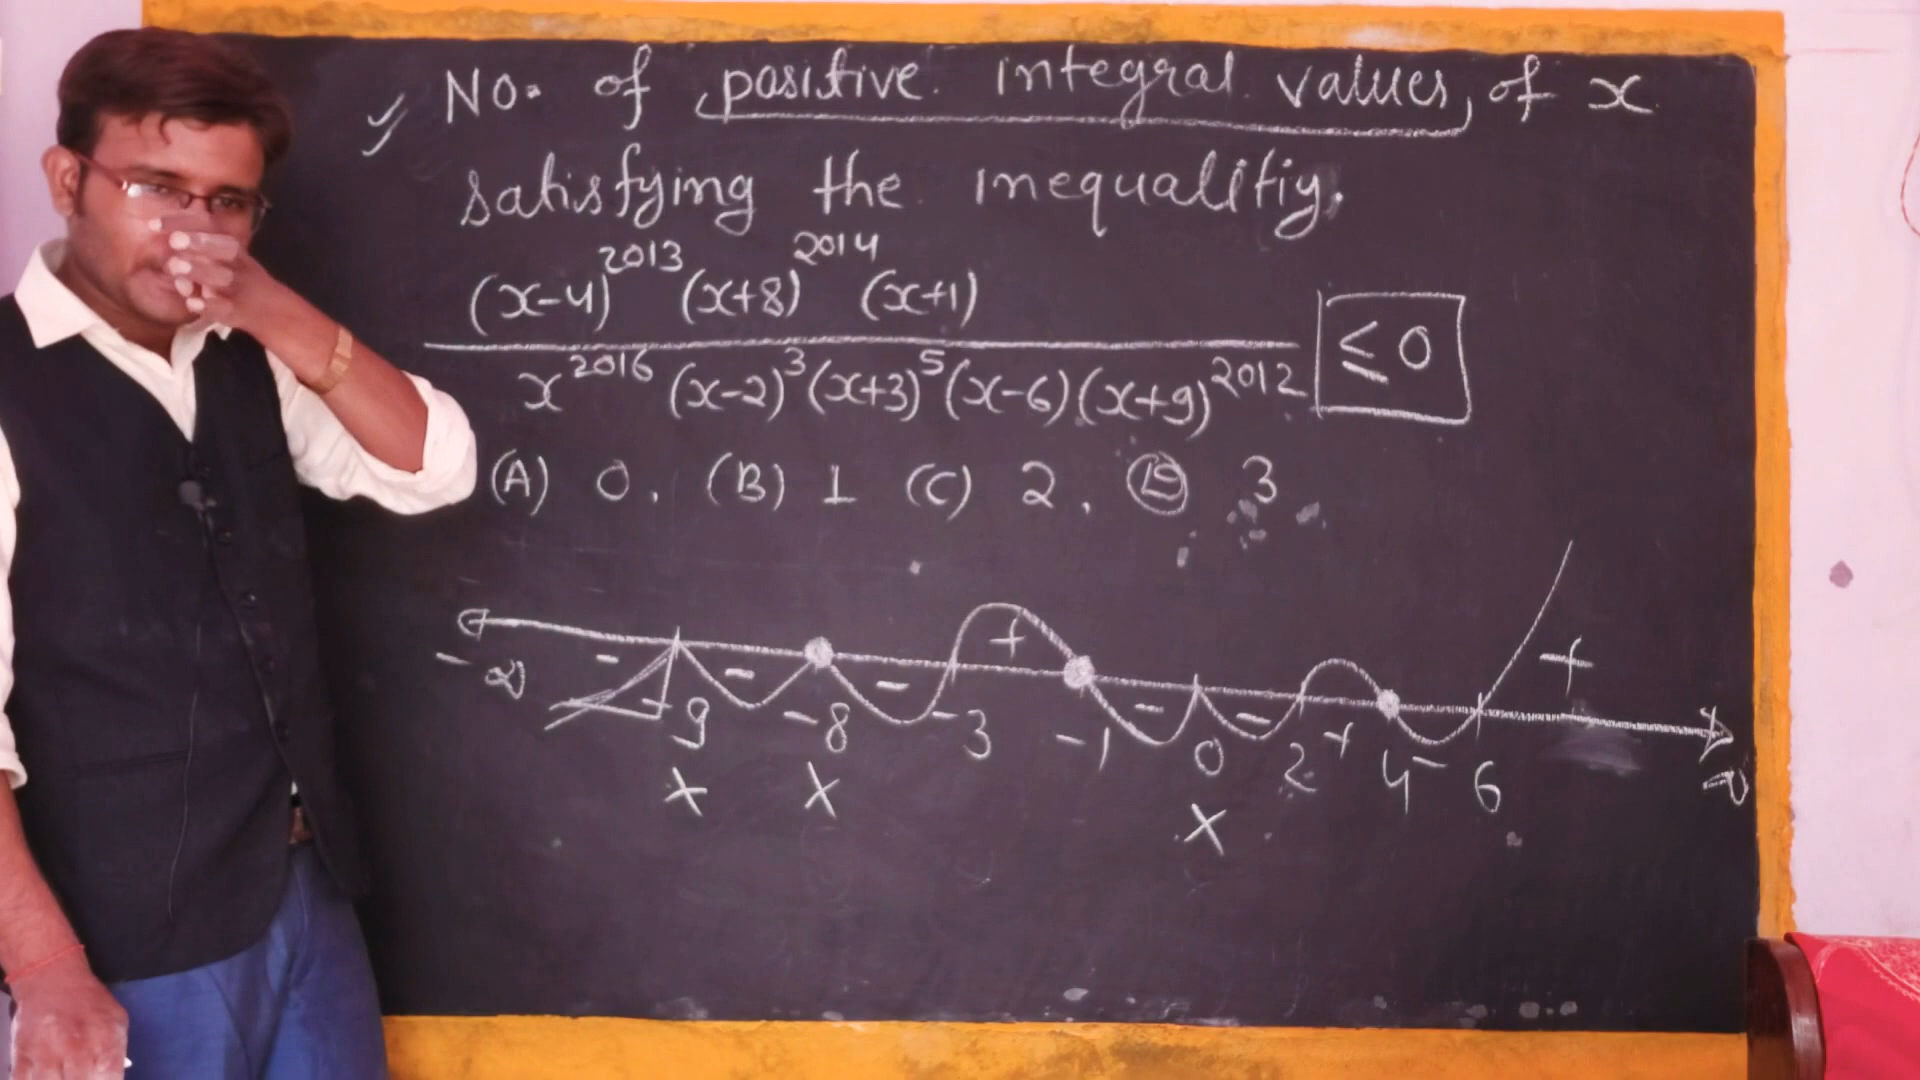 NO. of positive integral values of x
satisfying the inequalitiy.
(x-4)^2013 (x+8)^2014 (x+1)
x^2016 (x-2)^3 (x+3)^5 (x-6) (x+9)^2012 ≤ 0
(A) 0. (B) 1 (C) 2, (D) 3
- - - + - - + - +
-∞ -9 -8 -3 -1 0 2 4 6 ∞
x x x